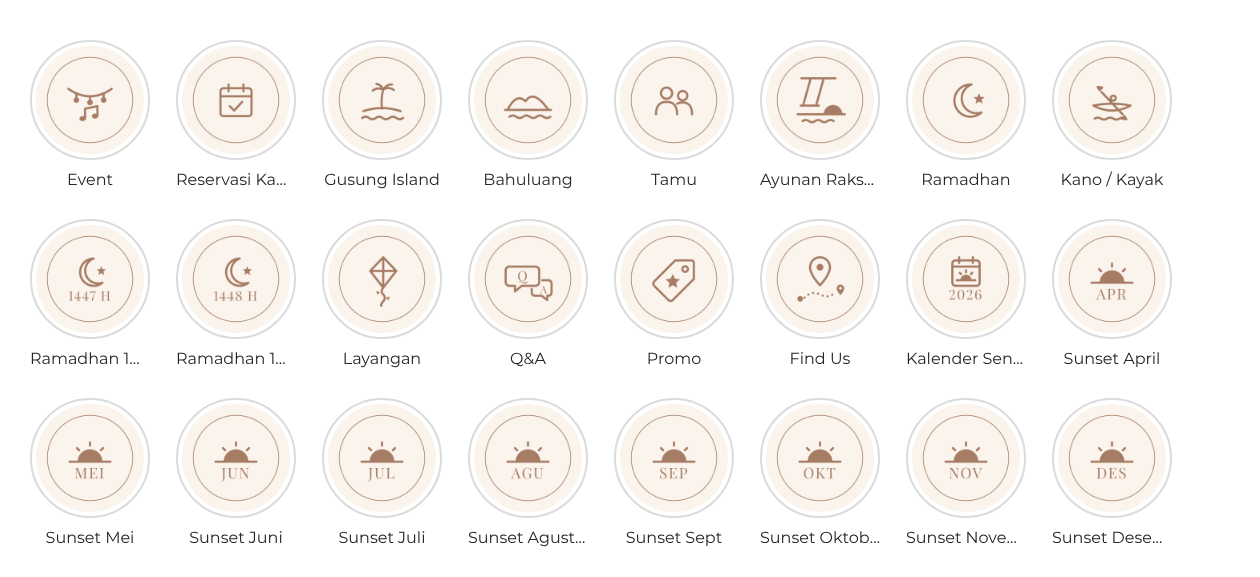 Event
Reservasi Ka...
Gusung Island
Bahuluang
Tamu
Ayunan Raks...
Ramadhan
Kano / Kayak
1447 H
1448 H
Q
A
2026
APR
Ramadhan 1...
Ramadhan 1...
Layangan
Q&A
Promo
Find Us
Kalender Sen...
Sunset April
MEI
JUN
JUL
AGU
SEP
OKT
NOV
DES
Sunset Mei
Sunset Juni
Sunset Juli
Sunset Agust...
Sunset Sept
Sunset Oktob...
Sunset Nove...
Sunset Dese...